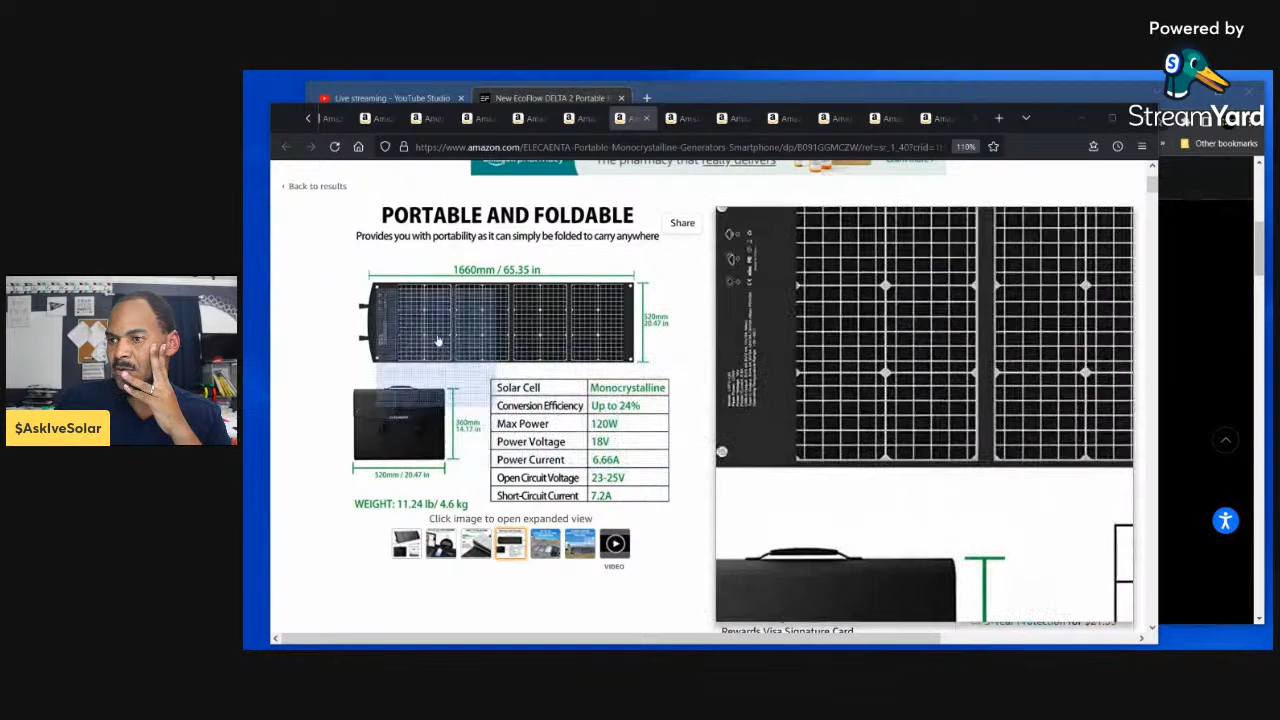 Powered by
S
StreamYard
Live streaming - YouTube Studio
New EcoFlow DELTA 2 Portable
Amaz
https://www.amazon.com/ELECAENTA-Portable-Monocrystalline-Generators-Smartphone/dp/B091GGMCZW/ref=sr_1_40?crid=1
110%
Other bookmarks
The pharmacy that really delivers
Back to results
PORTABLE AND FOLDABLE
Share
Provides you with portability as it can simply be folded to carry anywhere
1660mm / 65.35 in
520mm
20.47 in
Solar Cell Monocrystalline
Conversion Efficiency Up to 24%
Max Power 120W
Power Voltage 18V
Power Current 6.66A
Open Circuit Voltage 23-25V
Short-Circuit Current 7.2A
360mm
14.17 in
520mm / 20.47 in
WEIGHT: 11.24 lb/ 4.6 kg
Click image to open expanded view
VIDEO
$AskIveSolar
Rewards Visa Signature Card